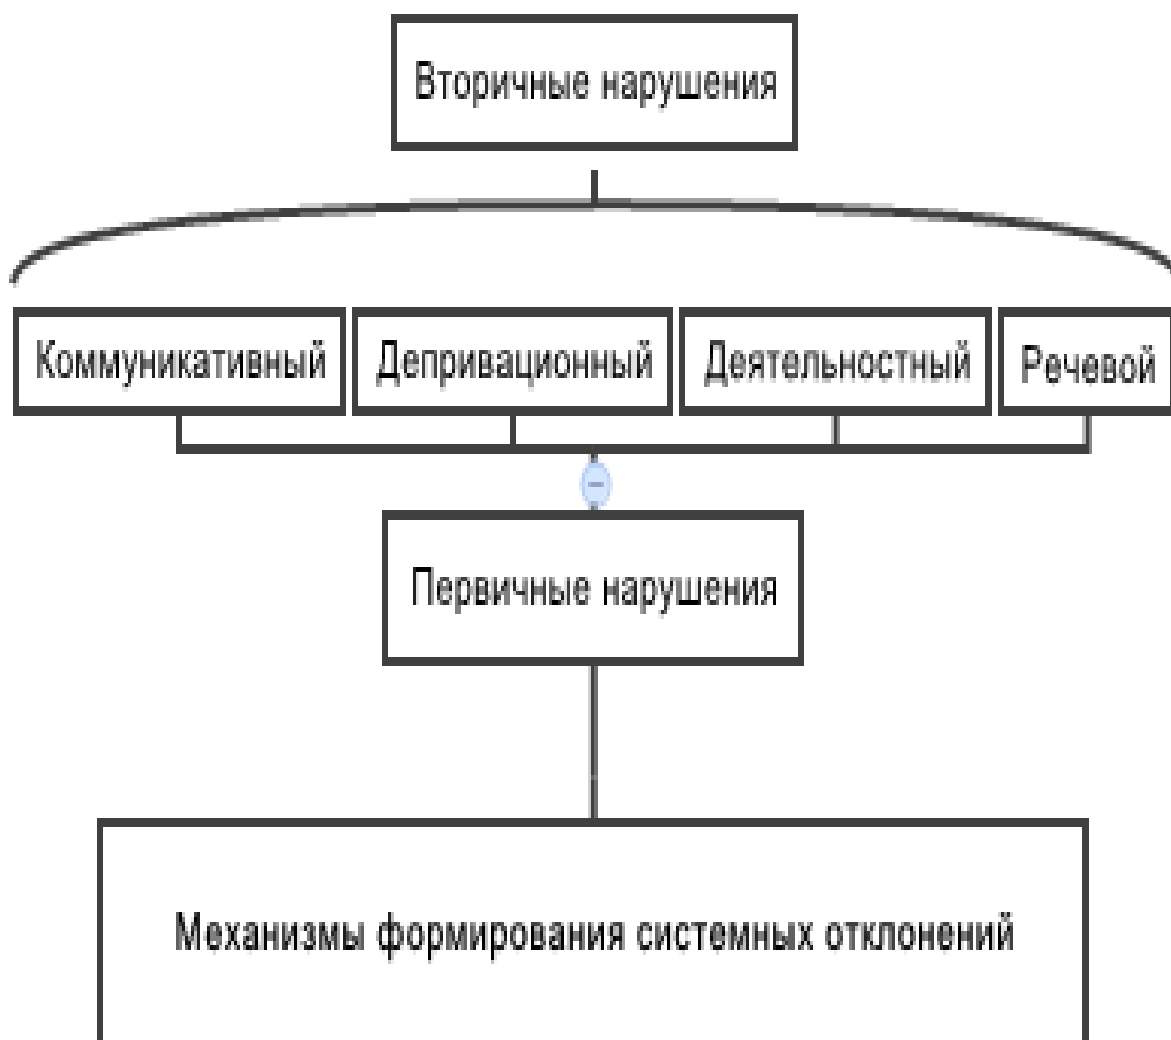 Вторичные нарушения
Коммуникативный
Депривационный
Деятельностный
Речевой
Первичные нарушения
Механизмы формирования системных отклонений